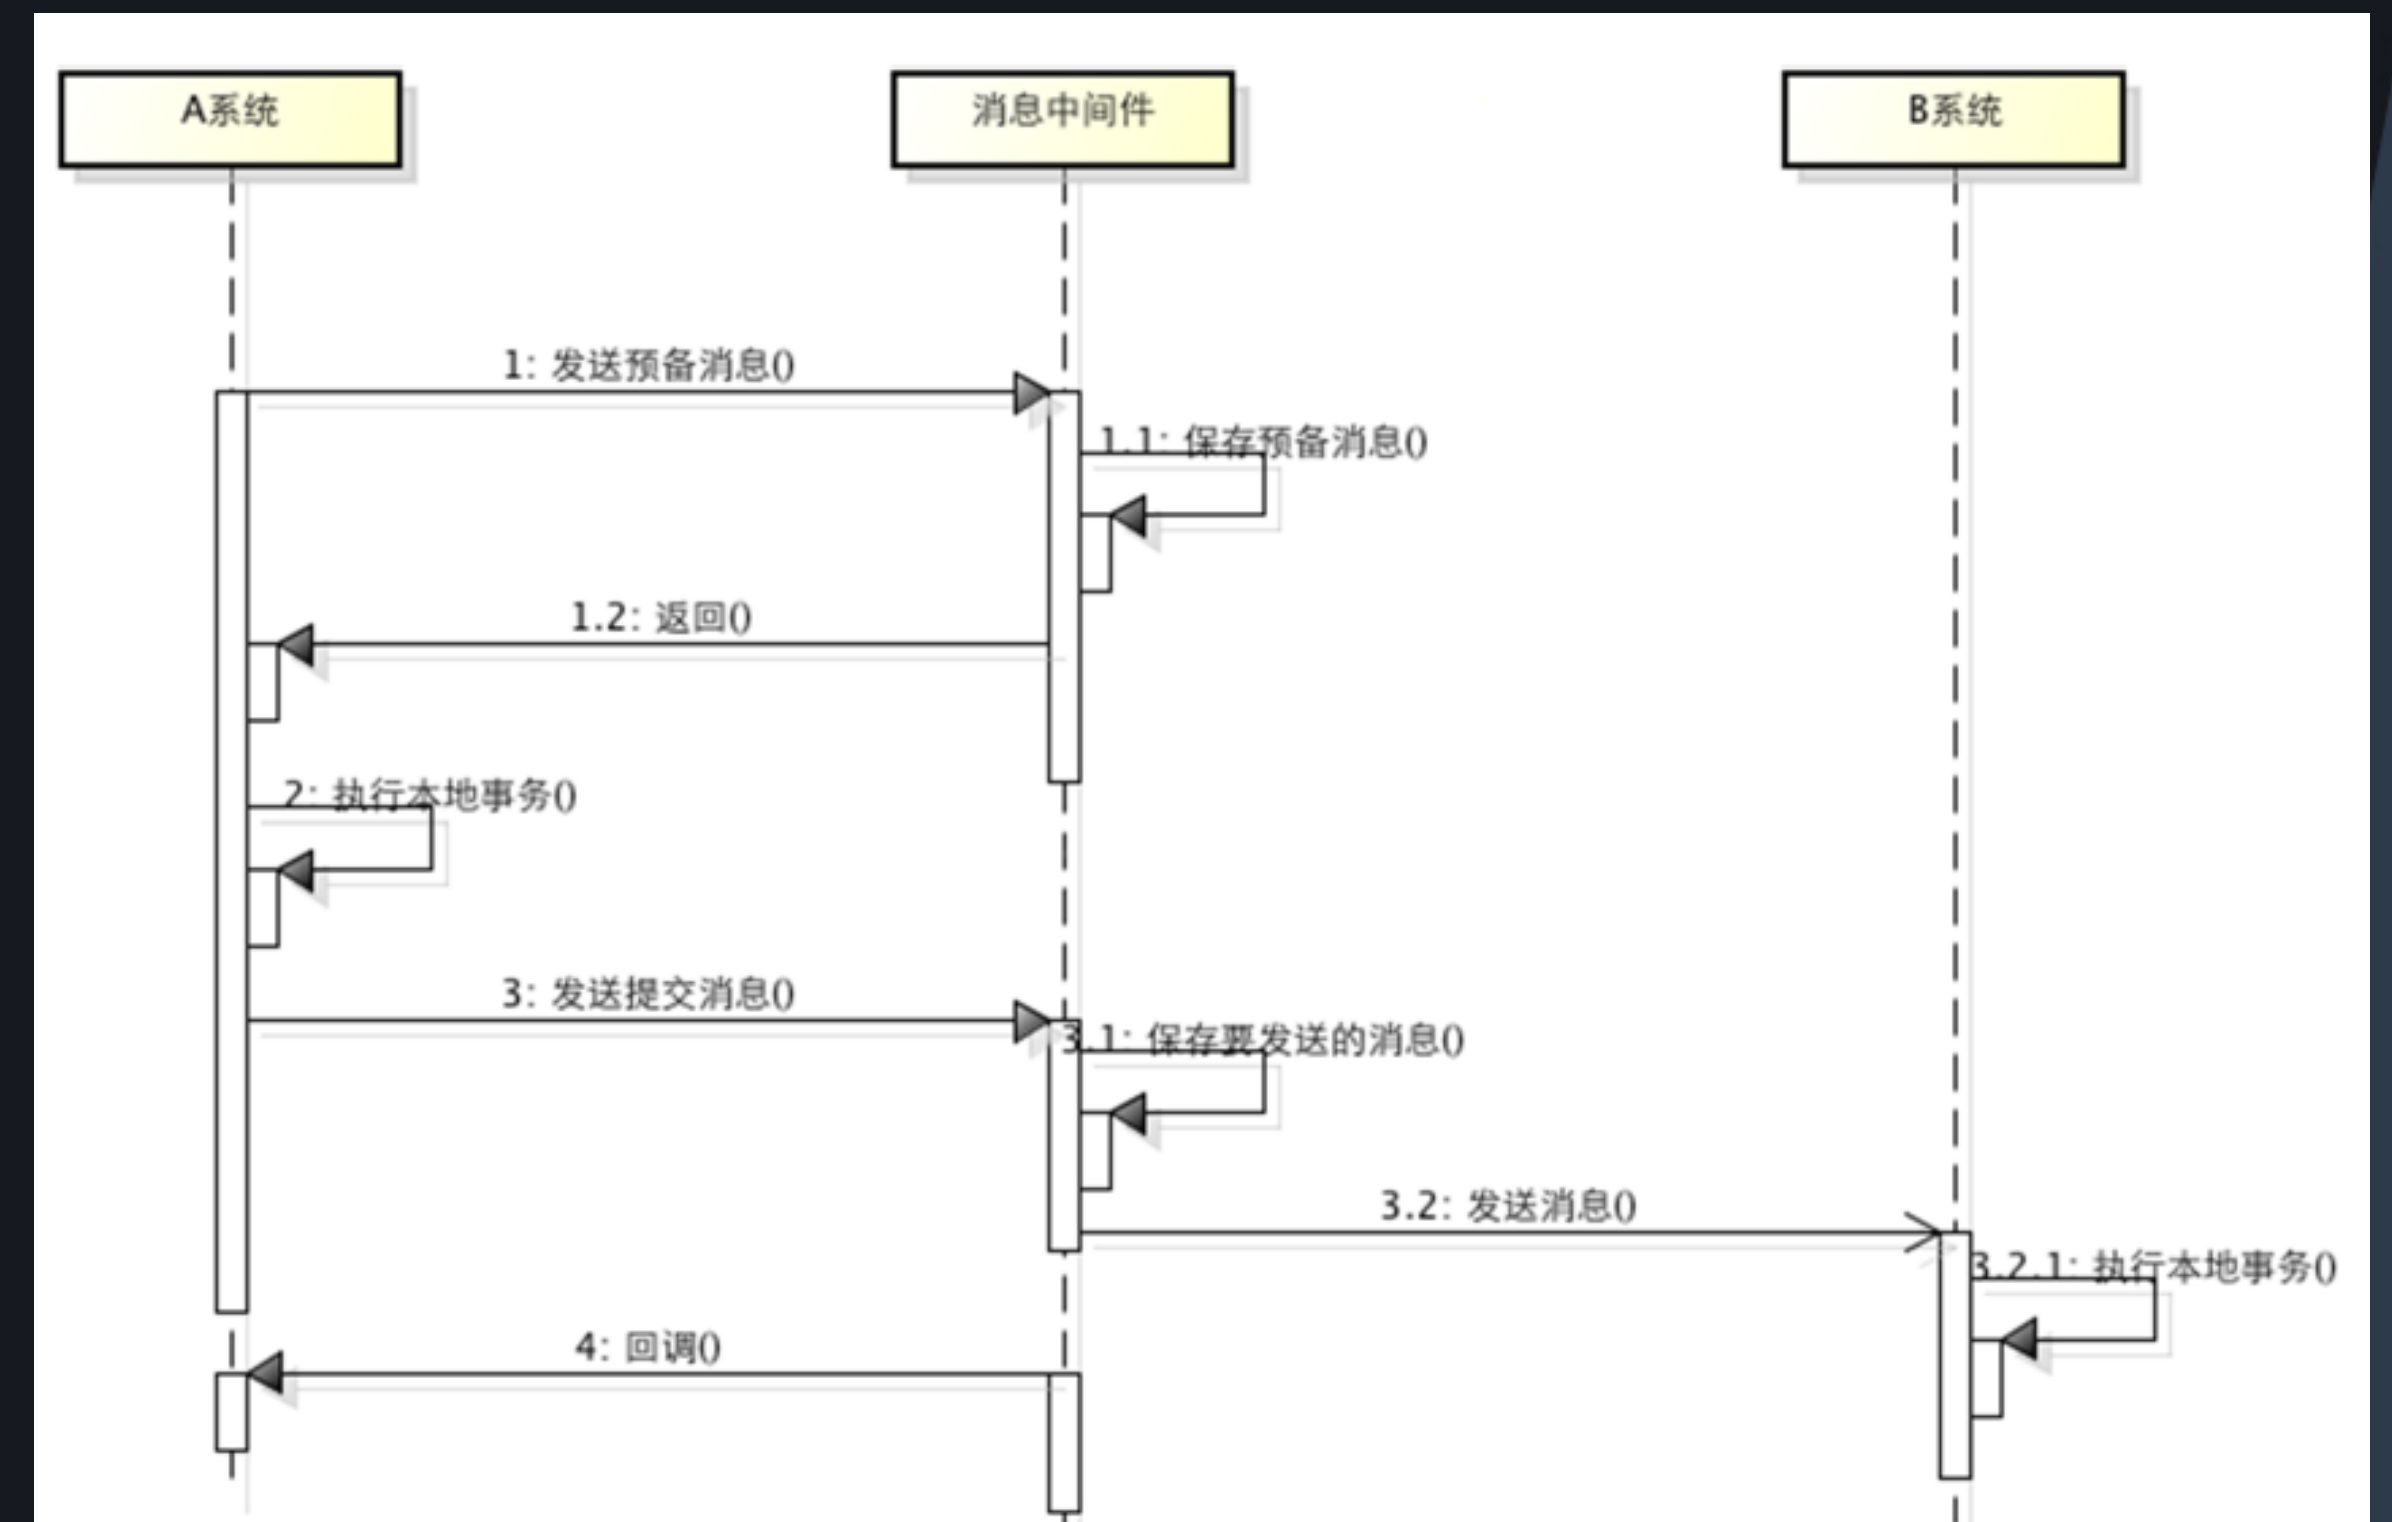 A系统
消息中间件
B系统
1: 发送预备消息()
1.1: 保存预备消息()
1.2: 返回()
2: 执行本地事务()
3: 发送提交消息()
3.1: 保存要发送的消息()
3.2: 发送消息()
3.2.1: 执行本地事务()
4: 回调()